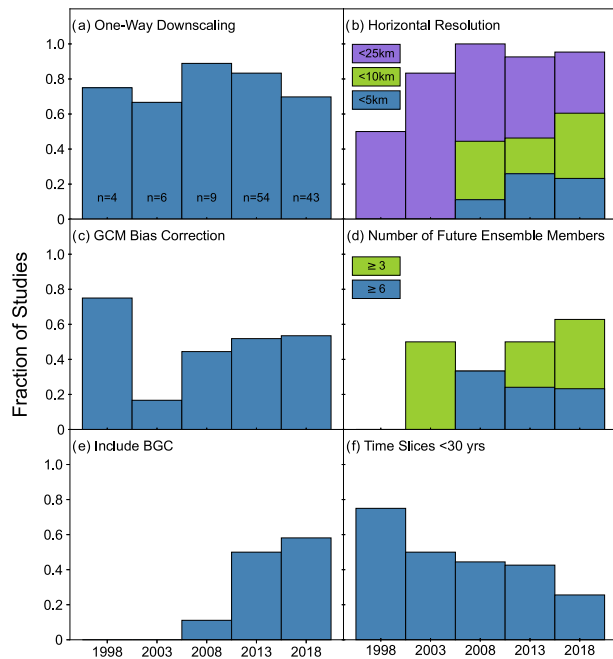 (a) One-Way Downscaling
(b) Horizontal Resolution
1.0
0.8
0.6
0.4
0.2
0
n=4
n=6
n=9
n=54
n=43
<25km
<10km
<5km
(c) GCM Bias Correction
(d) Number of Future Ensemble Members
1.0
0.8
0.6
0.4
0.2
0
≥ 3
≥ 6
Fraction of Studies
(e) Include BGC
(f) Time Slices <30 yrs
1.0
0.8
0.6
0.4
0.2
0
1998
2003
2008
2013
2018
1998
2003
2008
2013
2018